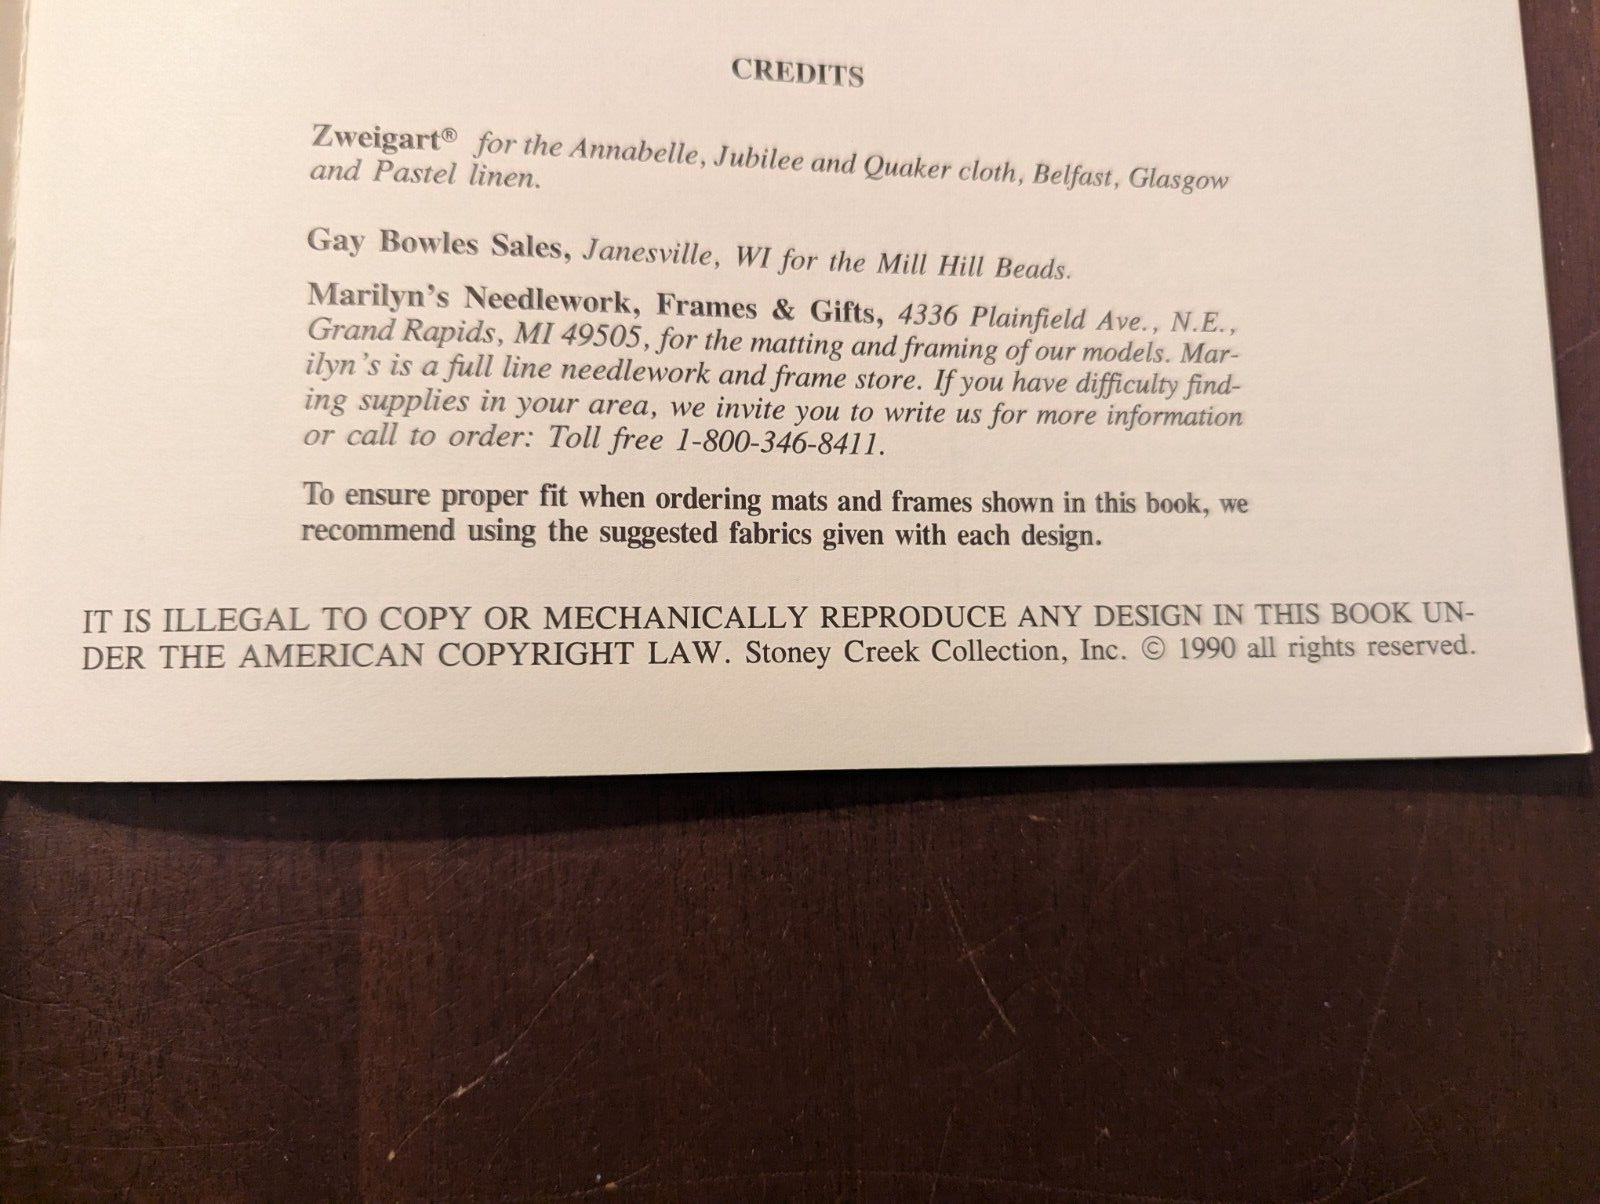 CREDITS
Zweigart® for the Annabelle, Jubilee and Quaker cloth, Belfast, Glasgow
and Pastel linen.
Gay Bowles Sales, Janesville, WI for the Mill Hill Beads.
Marilyn's Needlework, Frames & Gifts, 4336 Plainfield Ave., N.E.,
Grand Rapids, MI 49505, for the matting and framing of our models. Mar-
ilyn's is a full line needlework and frame store. If you have difficulty find-
ing supplies in your area, we invite you to write us for more information
or call to order: Toll free 1-800-346-8411.
To ensure proper fit when ordering mats and frames shown in this book, we
recommend using the suggested fabrics given with each design.
IT IS ILLEGAL TO COPY OR MECHANICALLY REPRODUCE ANY DESIGN IN THIS BOOK UN-
DER THE AMERICAN COPYRIGHT LAW. Stoney Creek Collection, Inc. © 1990 all rights reserved.